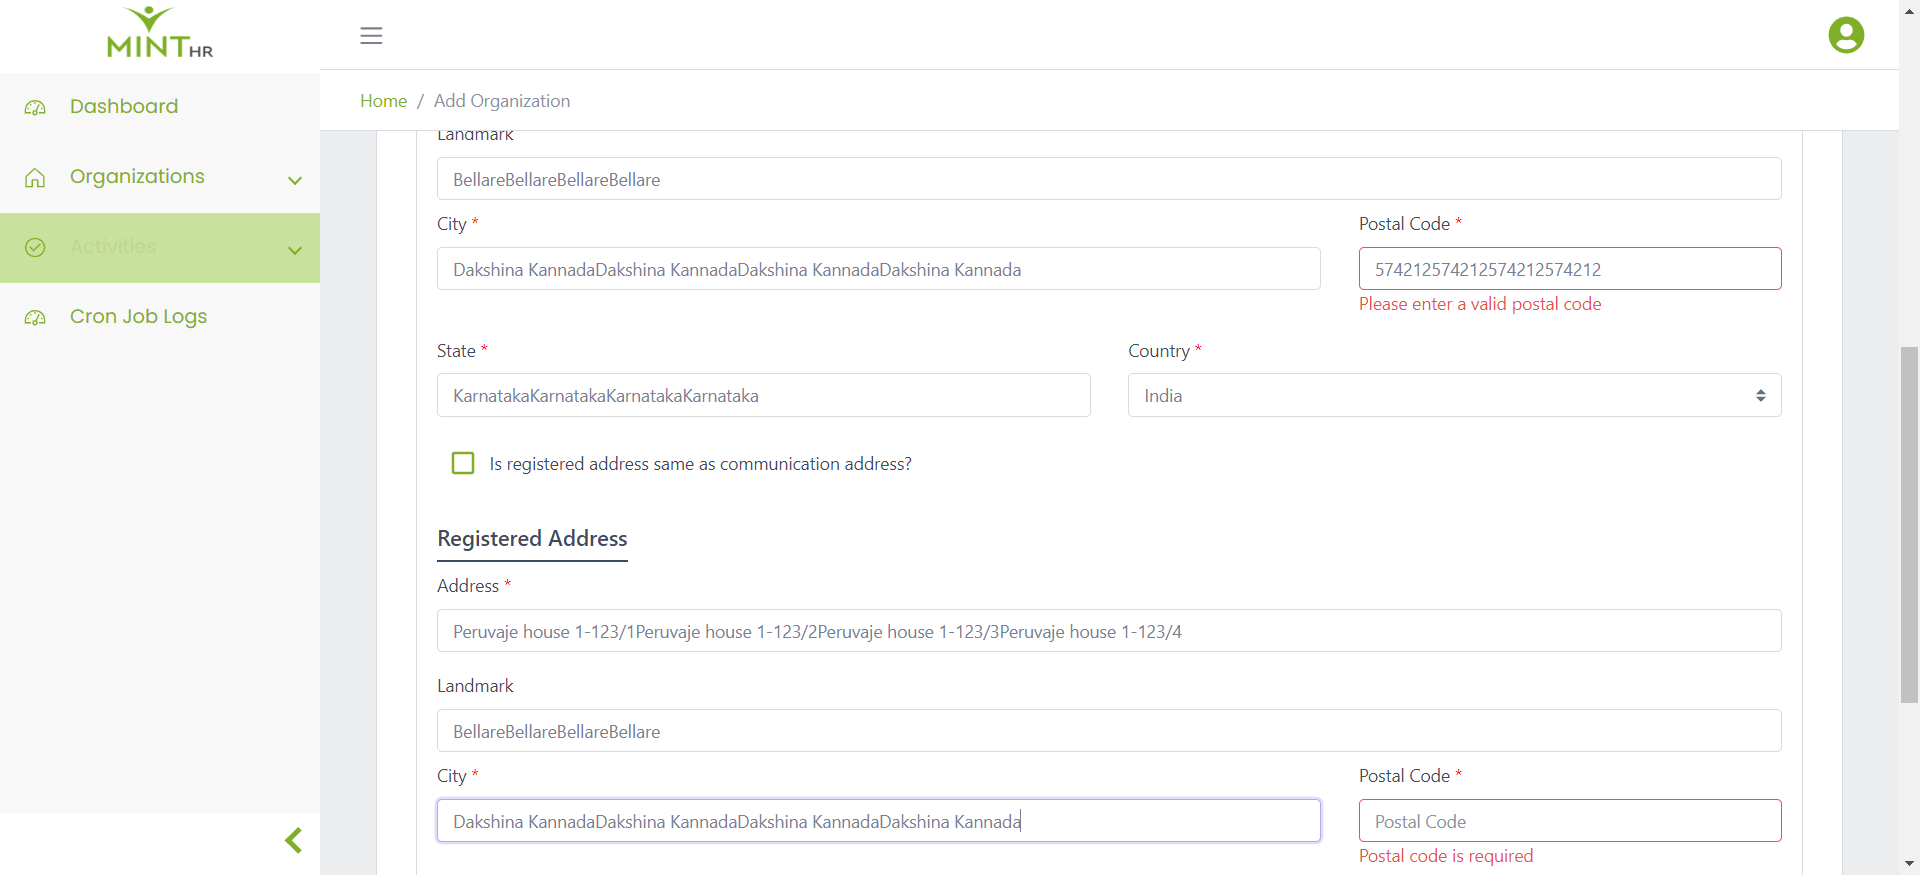 MINT HR
Dashboard
Organizations
Activities
Cron Job Logs
Home / Add Organization
Landmark
BellareBellareBellareBellare
City * Postal Code *
Dakshina KannadaDakshina KannadaDakshina KannadaDakshina Kannada 574212574212574212574212
Please enter a valid postal code
State * Country *
KarnatakaKarnatakaKarnatakaKarnataka India
Is registered address same as communication address?
Registered Address
Address *
Peruvaje house 1-123/1Peruvaje house 1-123/2Peruvaje house 1-123/3Peruvaje house 1-123/4
Landmark
BellareBellareBellareBellare
City * Postal Code *
Dakshina KannadaDakshina KannadaDakshina KannadaDakshina Kannada Postal Code
Postal code is required